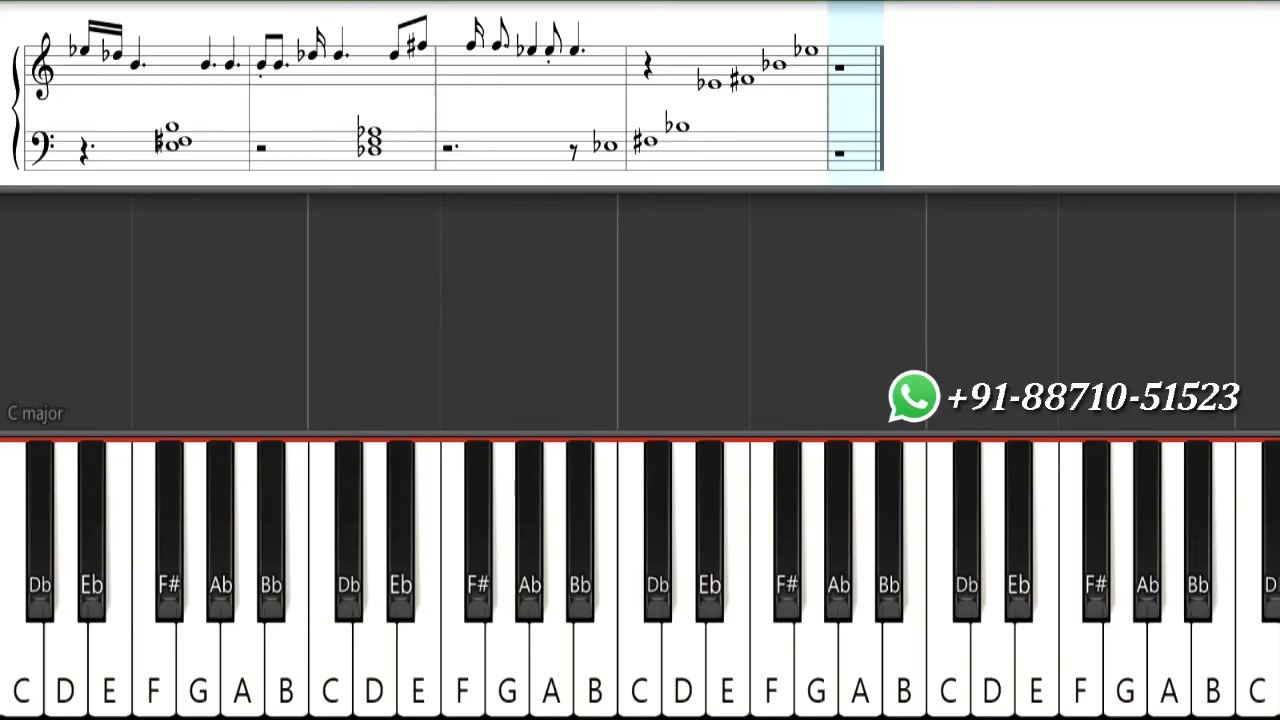 C major
+91-88710-51523
Db Eb F# Ab Bb Db Eb F# Ab Bb Db Eb F# Ab Bb Db Eb F# Ab Bb D
C D E F G A B C D E F G A B C D E F G A B C D E F G A B C